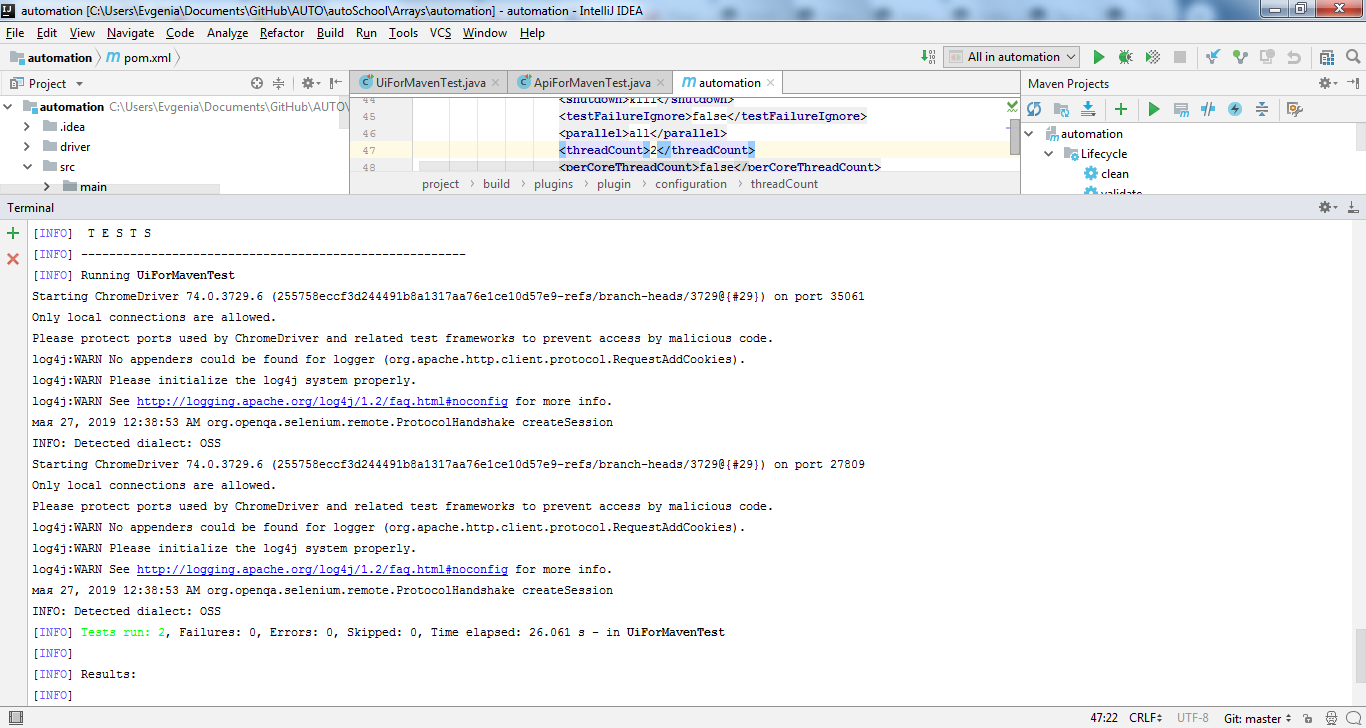 automation [C:\Users\Evgenia\Documents\GitHub\AUTO\autoSchool\Arrays\automation] - automation - IntelliJ IDEA
File Edit View Navigate Code Analyze Refactor Build Run Tools VCS Window Help
automation pom.xml
All in automation
Project
UiForMavenTest.java ApiForMavenTest.java automation
Maven Projects
automation C:\Users\Evgenia\Documents\GitHub\AUTO\
.idea
driver
src
main
44 <shutdown>kill</shutdown>
45 <testFailureIgnore>false</testFailureIgnore>
46 <parallel>all</parallel>
47 <threadCount>2</threadCount>
48 <perCoreThreadCount>false</perCoreThreadCount>
project build plugins plugin configuration threadCount
automation
Lifecycle
clean
validate
Terminal
[INFO] T E S T S
[INFO] -------------------------------------------------------
[INFO] Running UiForMavenTest
Starting ChromeDriver 74.0.3729.6 (255758eccf3d244491b8a1317aa76e1ce10d57e9-refs/branch-heads/3729@{#29}) on port 35061
Only local connections are allowed.
Please protect ports used by ChromeDriver and related test frameworks to prevent access by malicious code.
log4j:WARN No appenders could be found for logger (org.apache.http.client.protocol.RequestAddCookies).
log4j:WARN Please initialize the log4j system properly.
log4j:WARN See http://logging.apache.org/log4j/1.2/faq.html#noconfig for more info.
мая 27, 2019 12:38:53 AM org.openqa.selenium.remote.ProtocolHandshake createSession
INFO: Detected dialect: OSS
Starting ChromeDriver 74.0.3729.6 (255758eccf3d244491b8a1317aa76e1ce10d57e9-refs/branch-heads/3729@{#29}) on port 27809
Only local connections are allowed.
Please protect ports used by ChromeDriver and related test frameworks to prevent access by malicious code.
log4j:WARN No appenders could be found for logger (org.apache.http.client.protocol.RequestAddCookies).
log4j:WARN Please initialize the log4j system properly.
log4j:WARN See http://logging.apache.org/log4j/1.2/faq.html#noconfig for more info.
мая 27, 2019 12:38:53 AM org.openqa.selenium.remote.ProtocolHandshake createSession
INFO: Detected dialect: OSS
[INFO] Tests run: 2, Failures: 0, Errors: 0, Skipped: 0, Time elapsed: 26.061 s - in UiForMavenTest
[INFO]
[INFO] Results:
[INFO]
47:22 CRLF UTF-8 Git: master